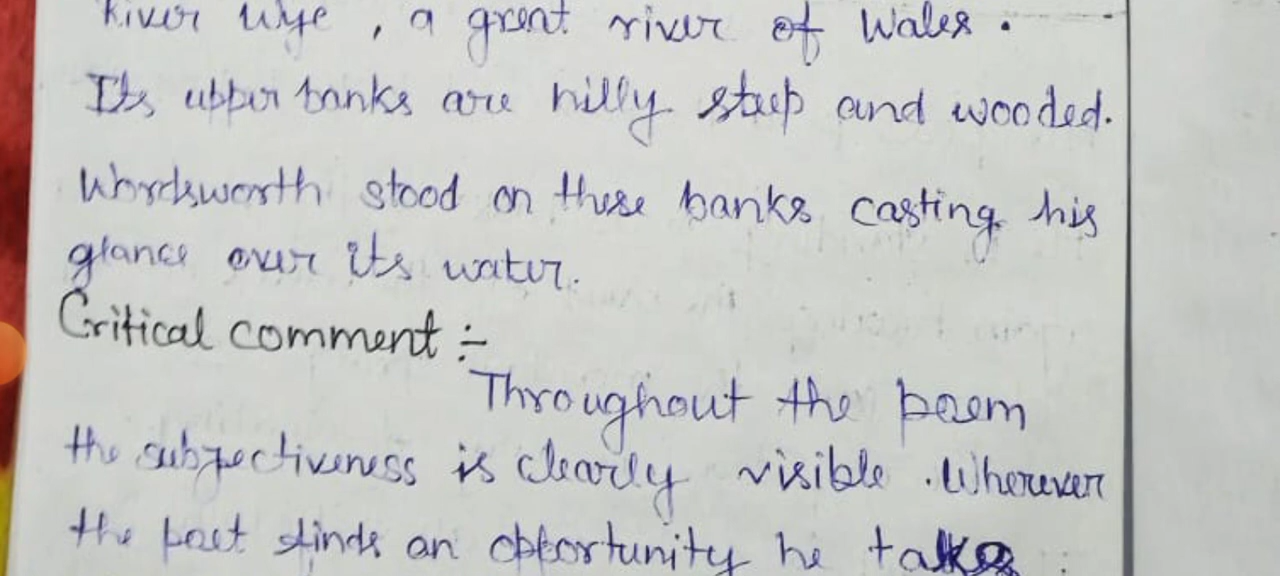 River Wye, a great river of Wales.
Its upper banks are hilly steep and wooded.
Wordsworth stood on these banks casting his
glance over its water.
Critical comment :-
Throughout the poem
the subjectiveness is clearly visible. Wherever
the poet finds an opportunity he takes